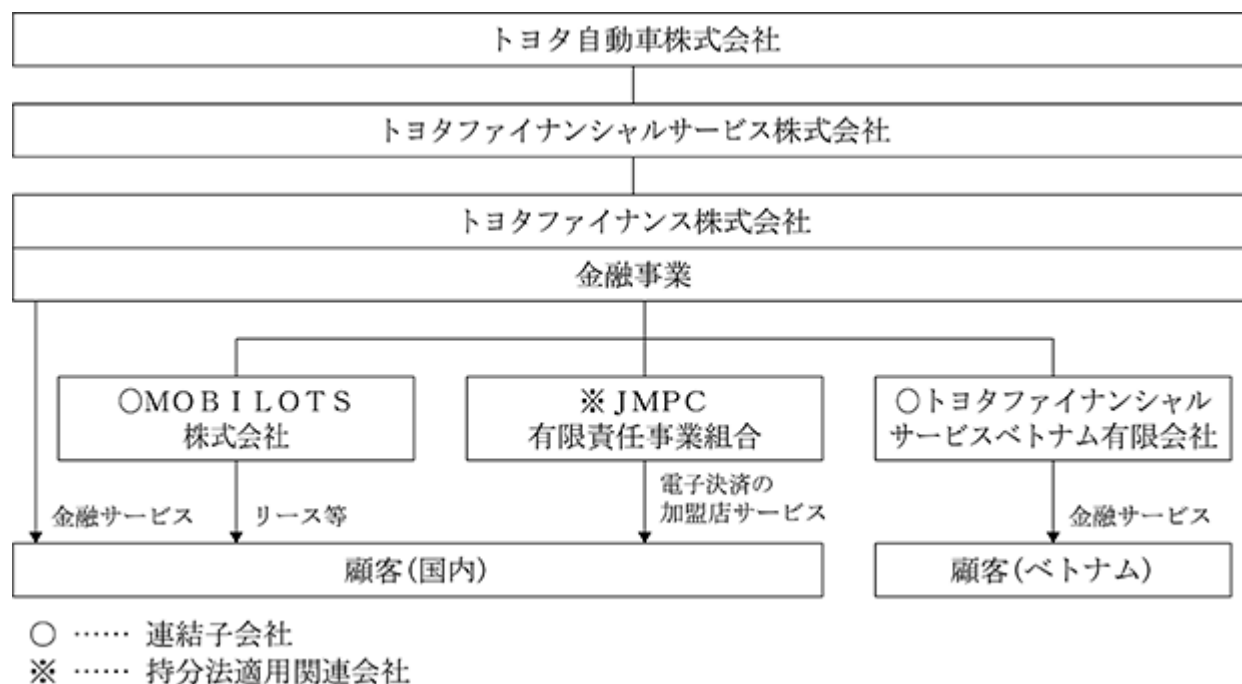 トヨタ自動車株式会社
トヨタファイナンシャルサービス株式会社
トヨタファイナンス株式会社
金融事業
○MOBILOTS
株式会社
※JMPC
有限責任事業組合
○トヨタファイナンシャル
サービスベトナム有限会社
金融サービス
リース等
電子決済の
加盟店サービス
金融サービス
顧客(国内)
顧客(ベトナム)
○ …… 連結子会社
※ …… 持分法適用関連会社